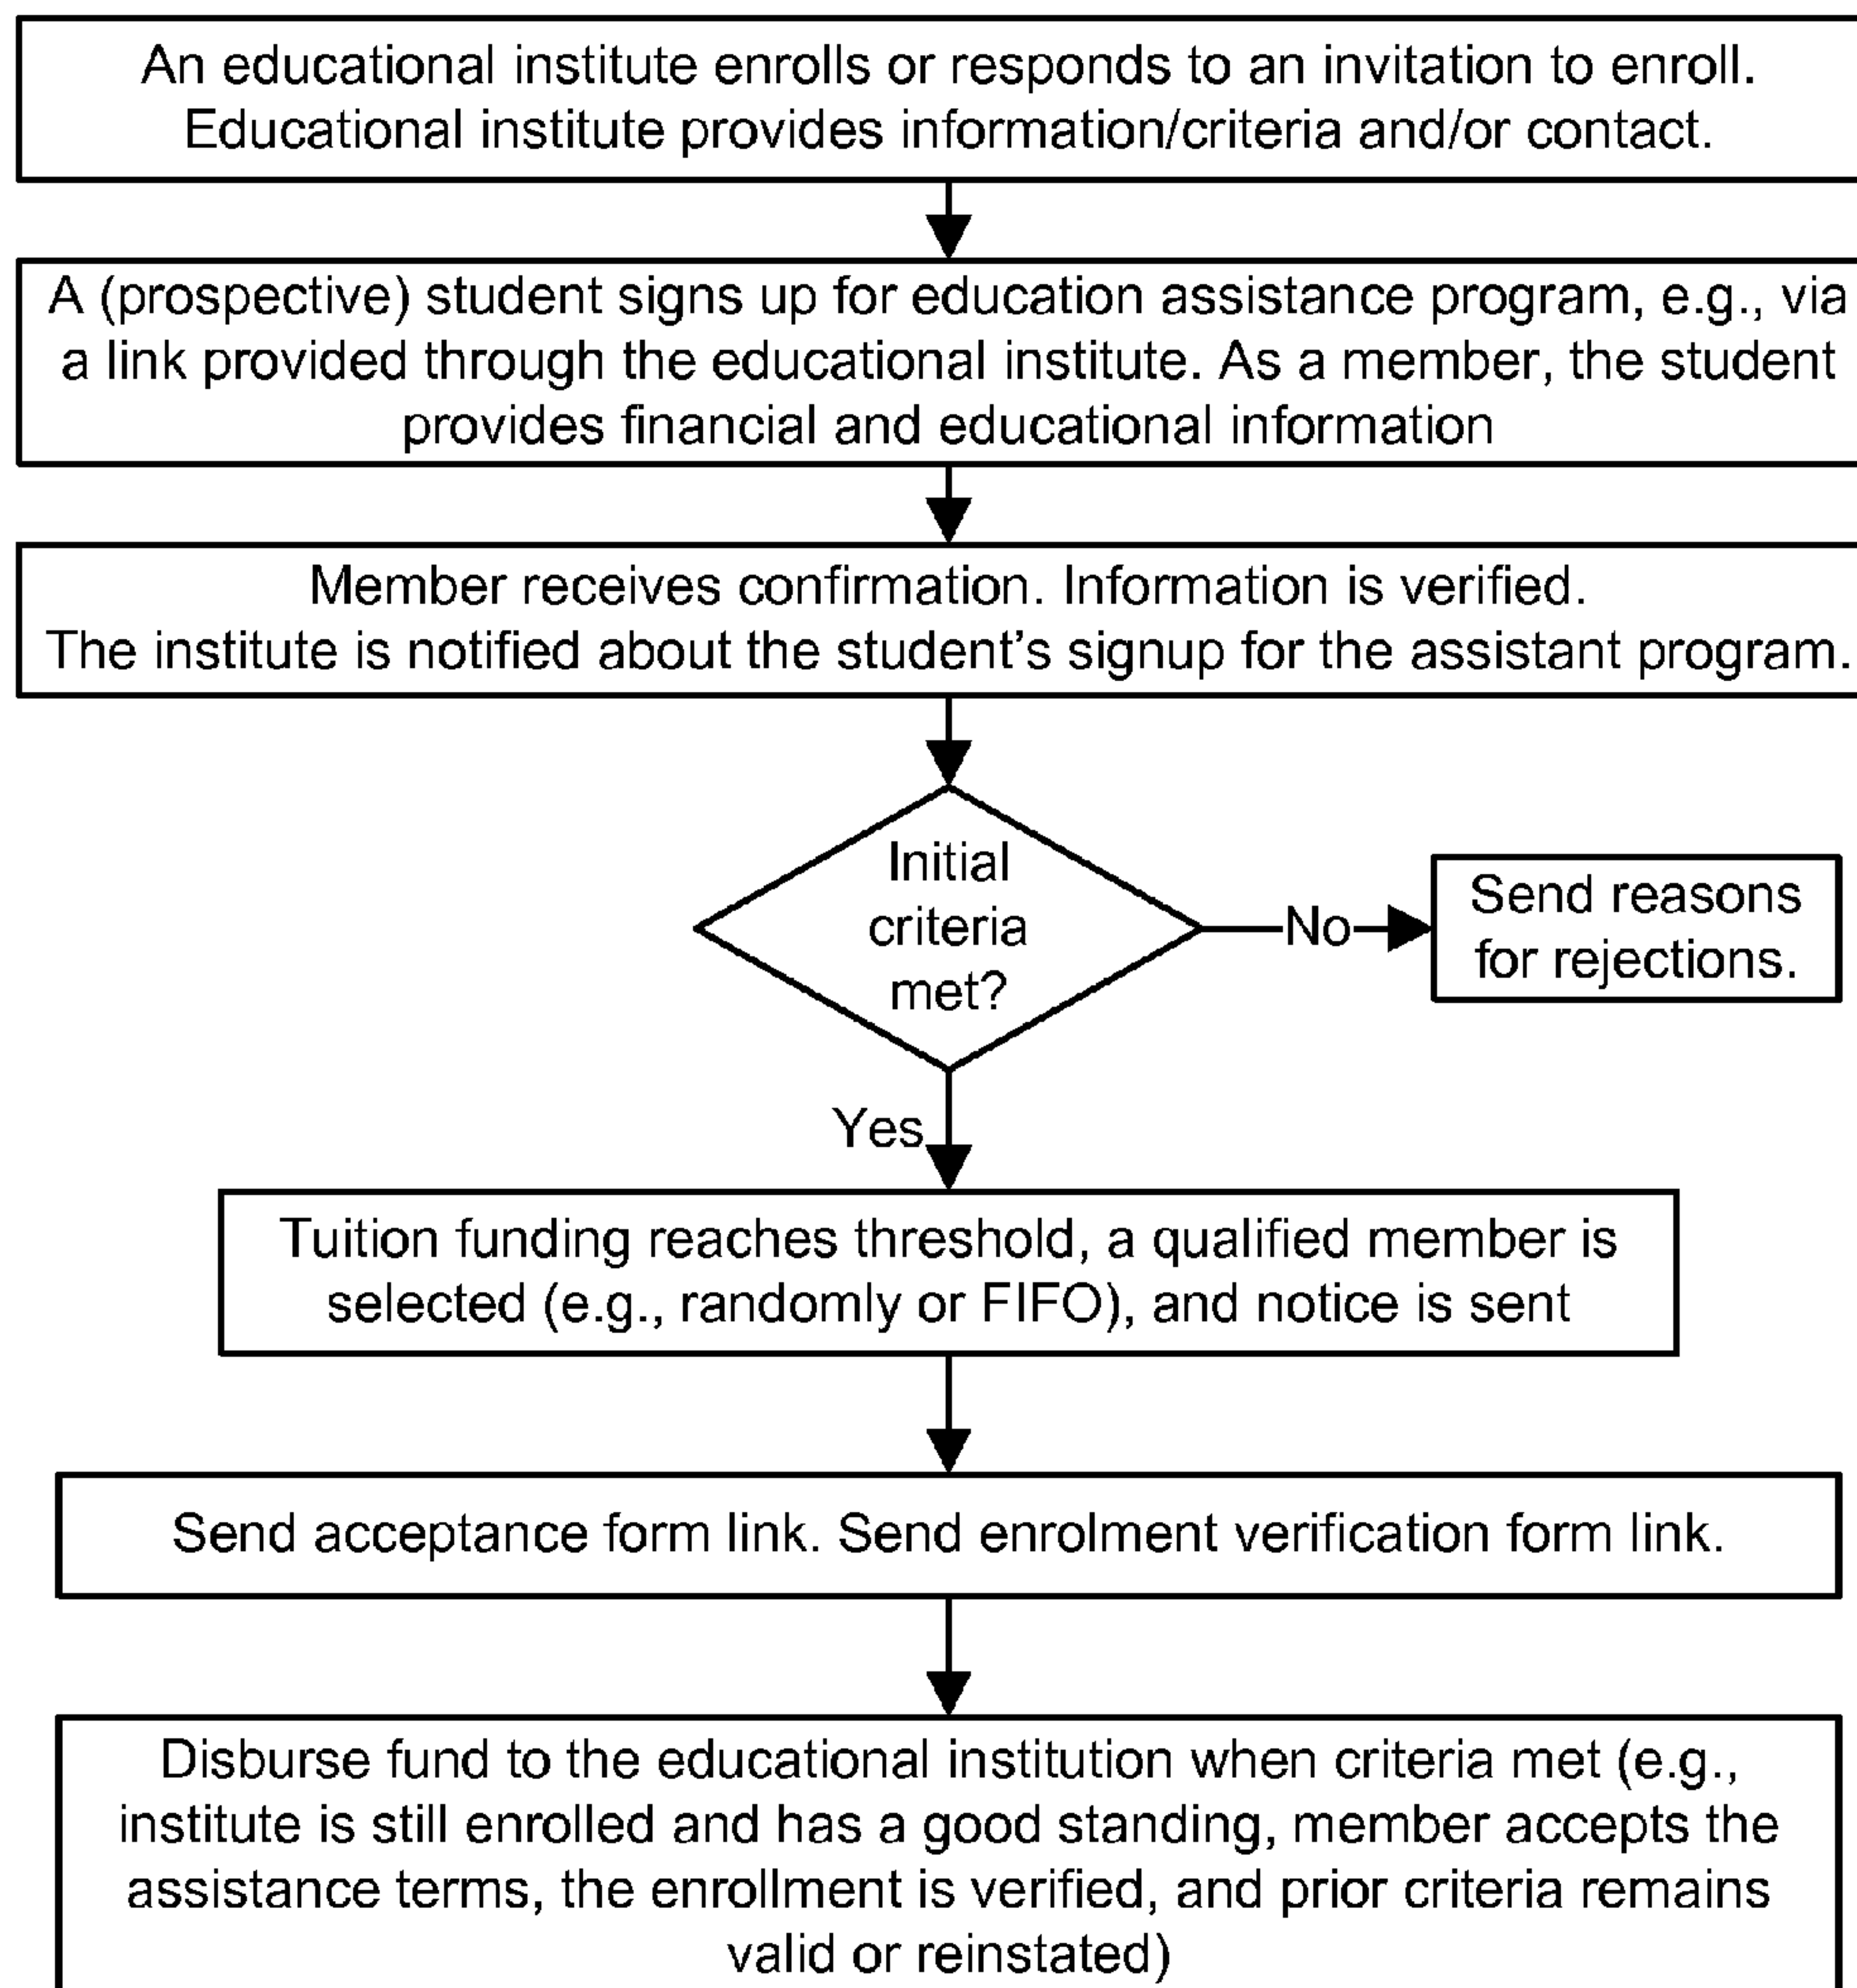 An educational institute enrolls or responds to an invitation to enroll.
Educational institute provides information/criteria and/or contact.
A (prospective) student signs up for education assistance program, e.g., via
a link provided through the educational institute. As a member, the student
provides financial and educational information
Member receives confirmation. Information is verified.
The institute is notified about the student's signup for the assistant program.
Initial
criteria
met?
No
Send reasons
for rejections.
Yes
Tuition funding reaches threshold, a qualified member is
selected (e.g., randomly or FIFO), and notice is sent
Send acceptance form link. Send enrolment verification form link.
Disburse fund to the educational institution when criteria met (e.g.,
institute is still enrolled and has a good standing, member accepts the
assistance terms, the enrollment is verified, and prior criteria remains
valid or reinstated)